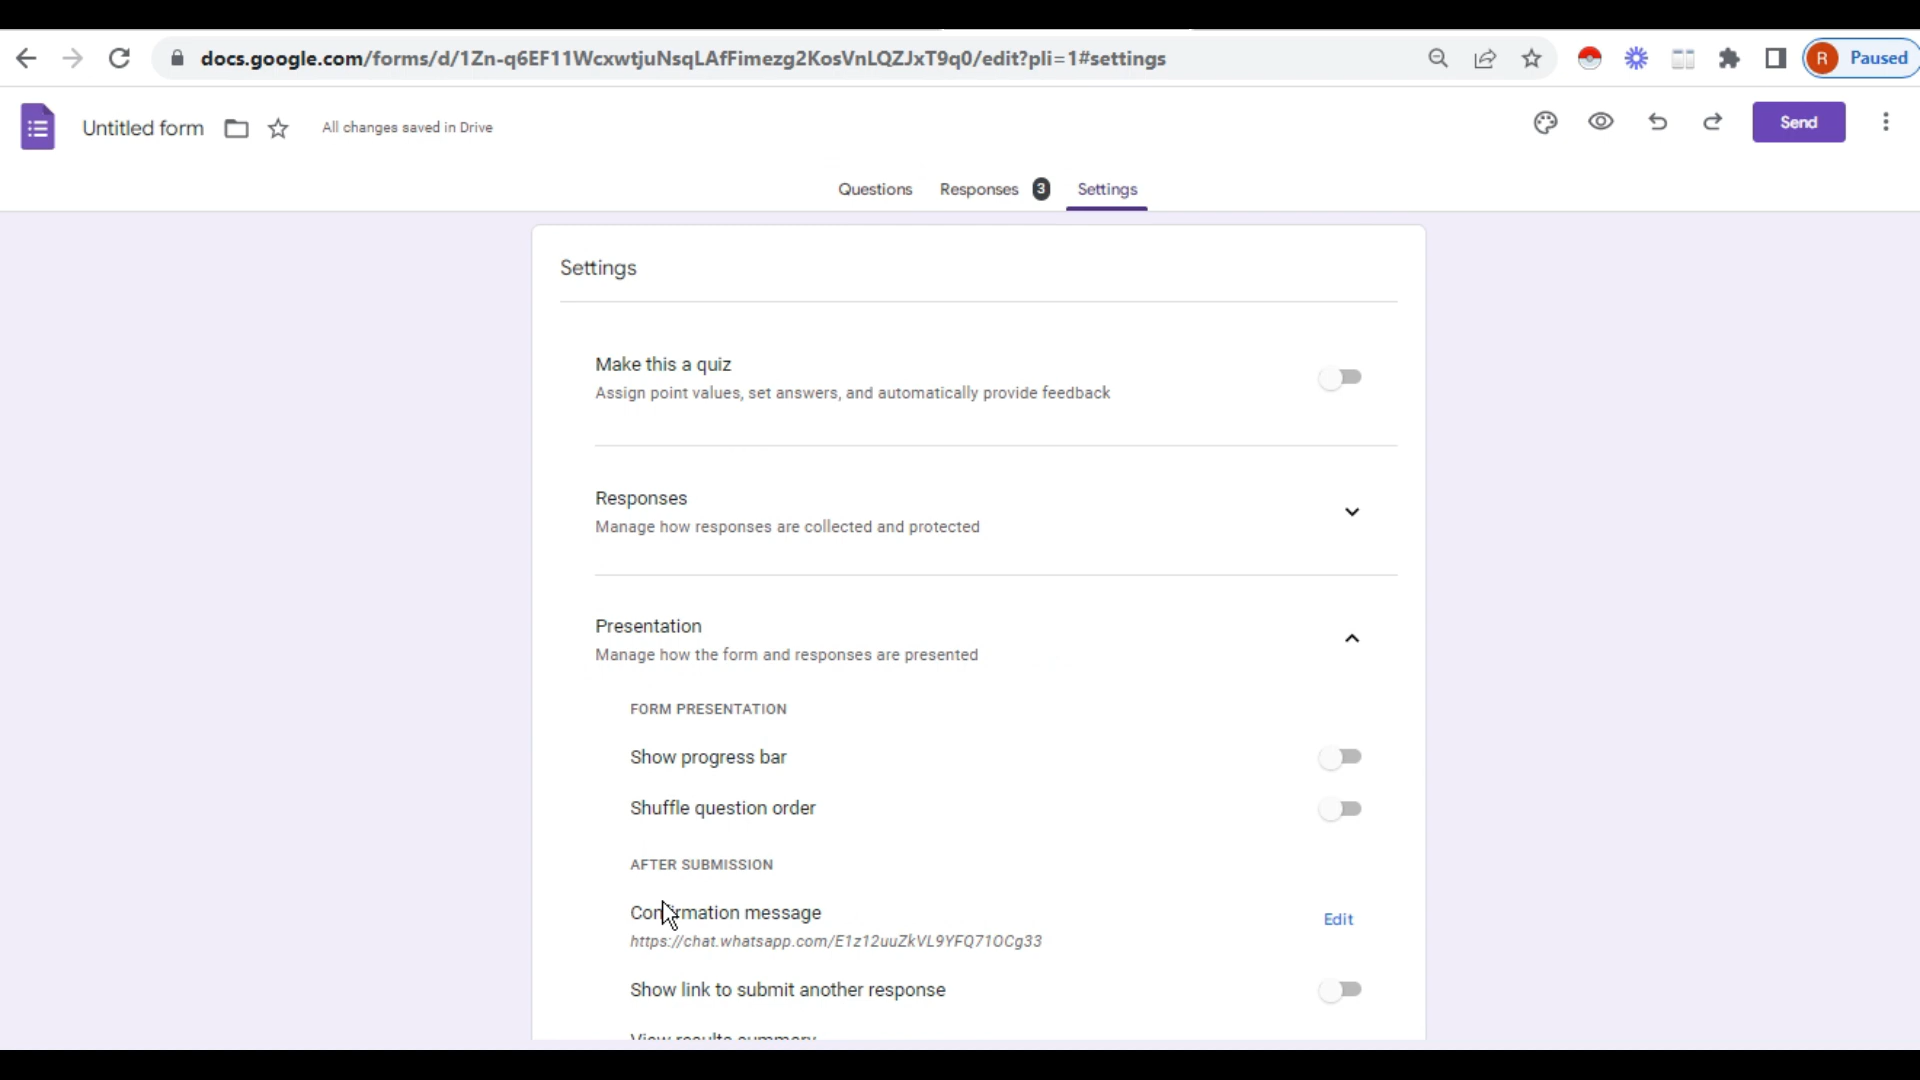 docs.google.com/forms/d/1Zn-q6EF11WcxwtjuNsqLAfFimezg2KosVnLQZJxT9q0/edit?pli=1#settings
R Paused
Untitled form
All changes saved in Drive
Send
Questions Responses 3 Settings
Settings
Make this a quiz
Assign point values, set answers, and automatically provide feedback
Responses
Manage how responses are collected and protected
Presentation
Manage how the form and responses are presented
FORM PRESENTATION
Show progress bar
Shuffle question order
AFTER SUBMISSION
Confirmation message
Edit
https://chat.whatsapp.com/E1z12uuZkVL9YFQ71OCg33
Show link to submit another response
View results summary